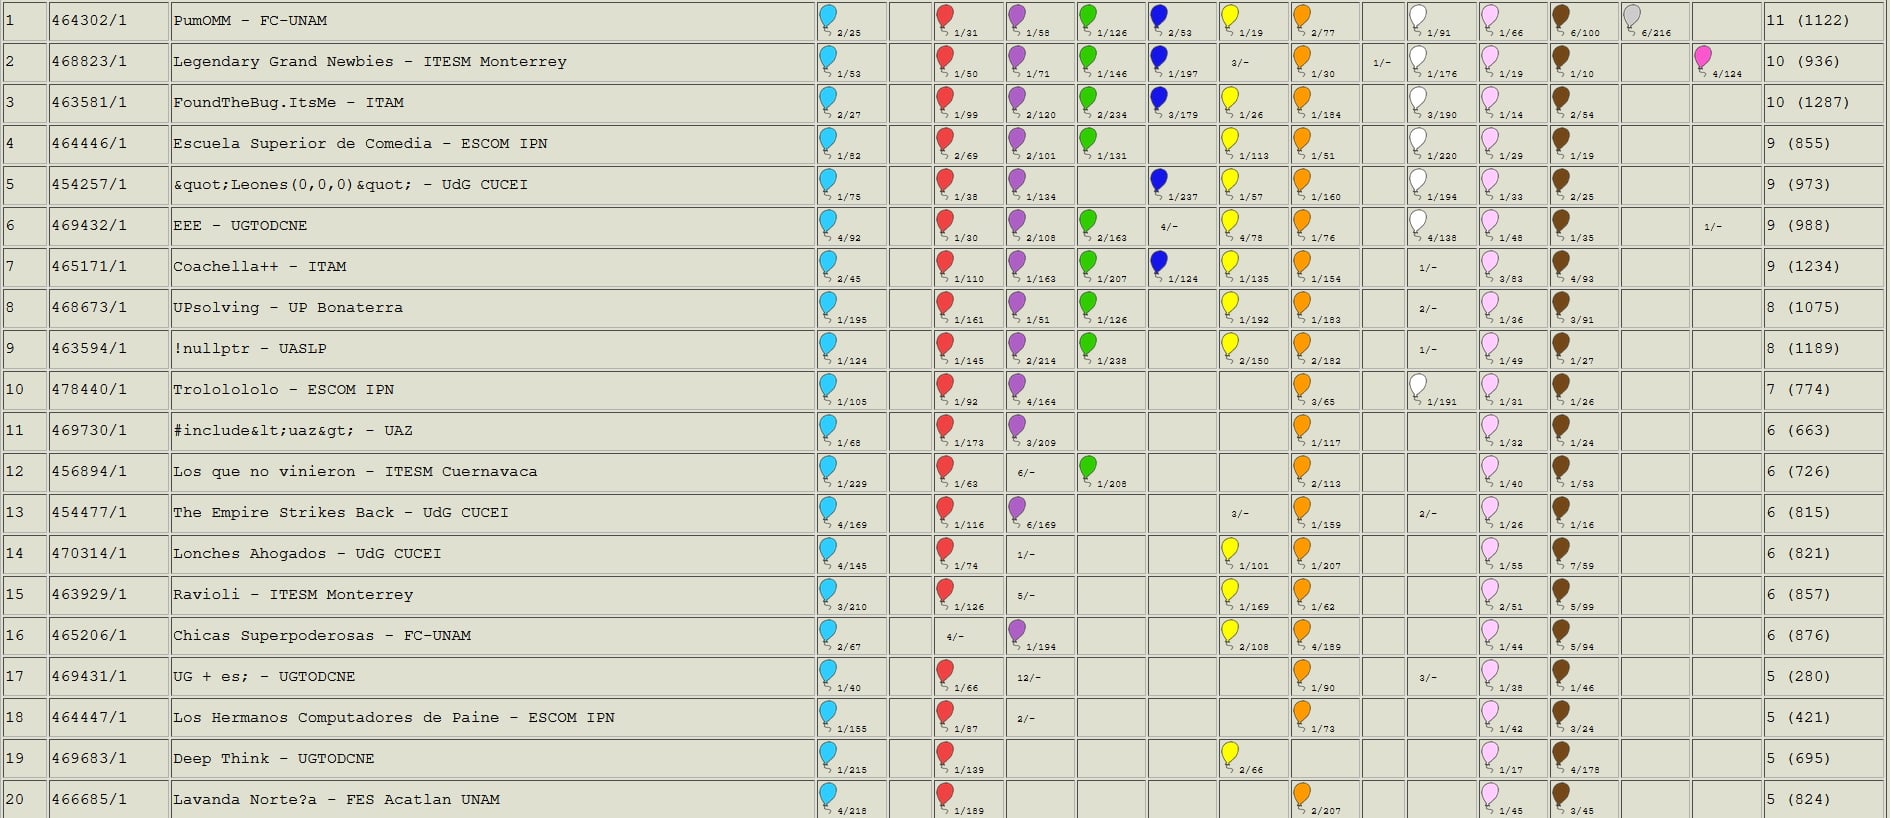 1 464302/1 PumOMM - FC-UNAM 2/25 1/31 1/58 1/126 2/53 1/19 2/77 1/91 1/66 6/100 6/216 11 (1122)
2 468823/1 Legendary Grand Newbies - ITESM Monterrey 1/53 1/50 1/71 1/146 1/197 3/- 1/30 1/- 1/176 1/19 1/10 4/124 10 (936)
3 463581/1 FoundTheBug.ItsMe - ITAM 2/27 1/99 2/120 2/234 3/179 1/26 1/184 3/190 1/14 2/54 10 (1287)
4 464446/1 Escuela Superior de Comedia - ESCOM IPN 1/82 2/69 2/101 1/131 1/113 1/51 1/220 1/29 1/19 9 (855)
5 454257/1 &quot;Leones(0,0,0)&quot; - UdG CUCEI 1/75 1/38 1/134 1/237 1/57 1/160 1/194 1/33 2/25 9 (973)
6 469432/1 EEE - UGTODCNE 4/92 1/30 2/108 2/163 4/- 4/78 1/76 4/138 1/48 1/35 1/- 9 (988)
7 465171/1 Coachella++ - ITAM 2/45 1/110 1/163 1/207 1/124 1/135 1/154 1/- 3/83 4/93 9 (1234)
8 468673/1 UPsolving - UP Bonaterra 1/195 1/161 1/51 1/126 1/192 1/183 2/- 1/36 3/91 8 (1075)
9 463594/1 !nullptr - UASLP 1/124 1/145 2/214 1/238 2/150 2/182 1/- 1/49 1/27 8 (1189)
10 478440/1 Trolololololo - ESCOM IPN 1/105 1/92 4/164 3/65 1/191 1/31 1/26 7 (774)
11 469730/1 #include&lt;uaz&gt; - UAZ 1/68 1/173 3/209 1/117 1/32 1/24 6 (663)
12 456894/1 Los que no vinieron - ITESM Cuernavaca 1/229 1/63 6/- 1/208 2/113 1/40 1/53 6 (726)
13 454477/1 The Empire Strikes Back - UdG CUCEI 4/169 1/116 6/169 3/- 1/159 2/- 1/26 1/16 6 (815)
14 470314/1 Lonches Ahogados - UdG CUCEI 4/145 1/74 1/- 1/101 1/207 1/55 7/59 6 (821)
15 463929/1 Ravioli - ITESM Monterrey 3/210 1/126 5/- 1/169 1/62 2/51 5/99 6 (857)
16 465206/1 Chicas Superpoderosas - FC-UNAM 2/67 4/- 1/194 2/108 4/189 1/44 5/94 6 (876)
17 469431/1 UG + es; - UGTODCNE 1/40 1/66 12/- 1/90 3/- 1/38 1/46 5 (280)
18 464447/1 Los Hermanos Computadores de Paine - ESCOM IPN 1/155 1/87 2/- 1/73 1/42 3/24 5 (421)
19 469683/1 Deep Think - UGTODCNE 1/215 1/139 2/66 1/17 4/178 5 (695)
20 466685/1 Lavanda Norte?a - FES Acatlan UNAM 4/218 1/189 2/207 1/45 3/45 5 (824)